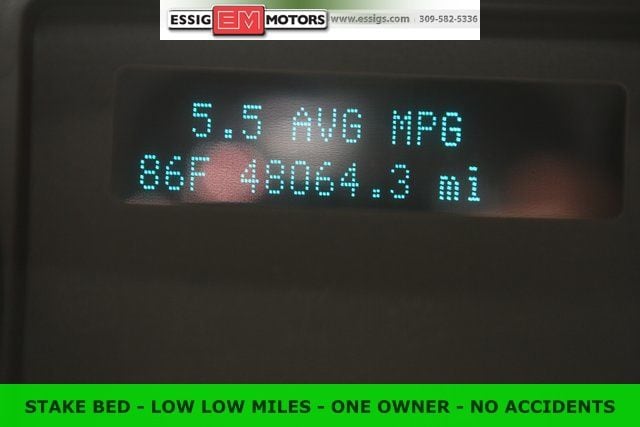 ESSIG EM MOTORS www.essigs.com | 309-582-5336
5.5 AVG MPG
86F 48064.3 mi
STAKE BED - LOW LOW MILES - ONE OWNER - NO ACCIDENTS